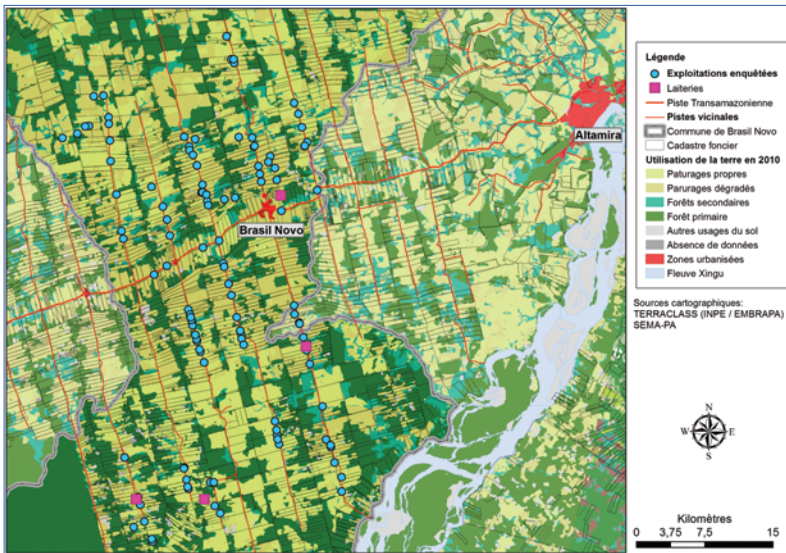 Altamira
Brasil Novo
Légende
Exploitations enquêtées
Laiteries
Piste Transamazonienne
Pistes vicinales
Commune de Brasil Novo
Cadastre foncier
Utilisation de la terre en 2010
Paturages propres
Parurages dégradés
Forêts secondaires
Forêt primaire
Autres usages du sol
Absence de données
Zones urbanisées
Fleuve Xingu
Sources cartographiques:
TERRACLASS (INPE / EMBRAPA)
SEMA-PA
N
W E
S
Kilomètres
0 3,75 7,5 15